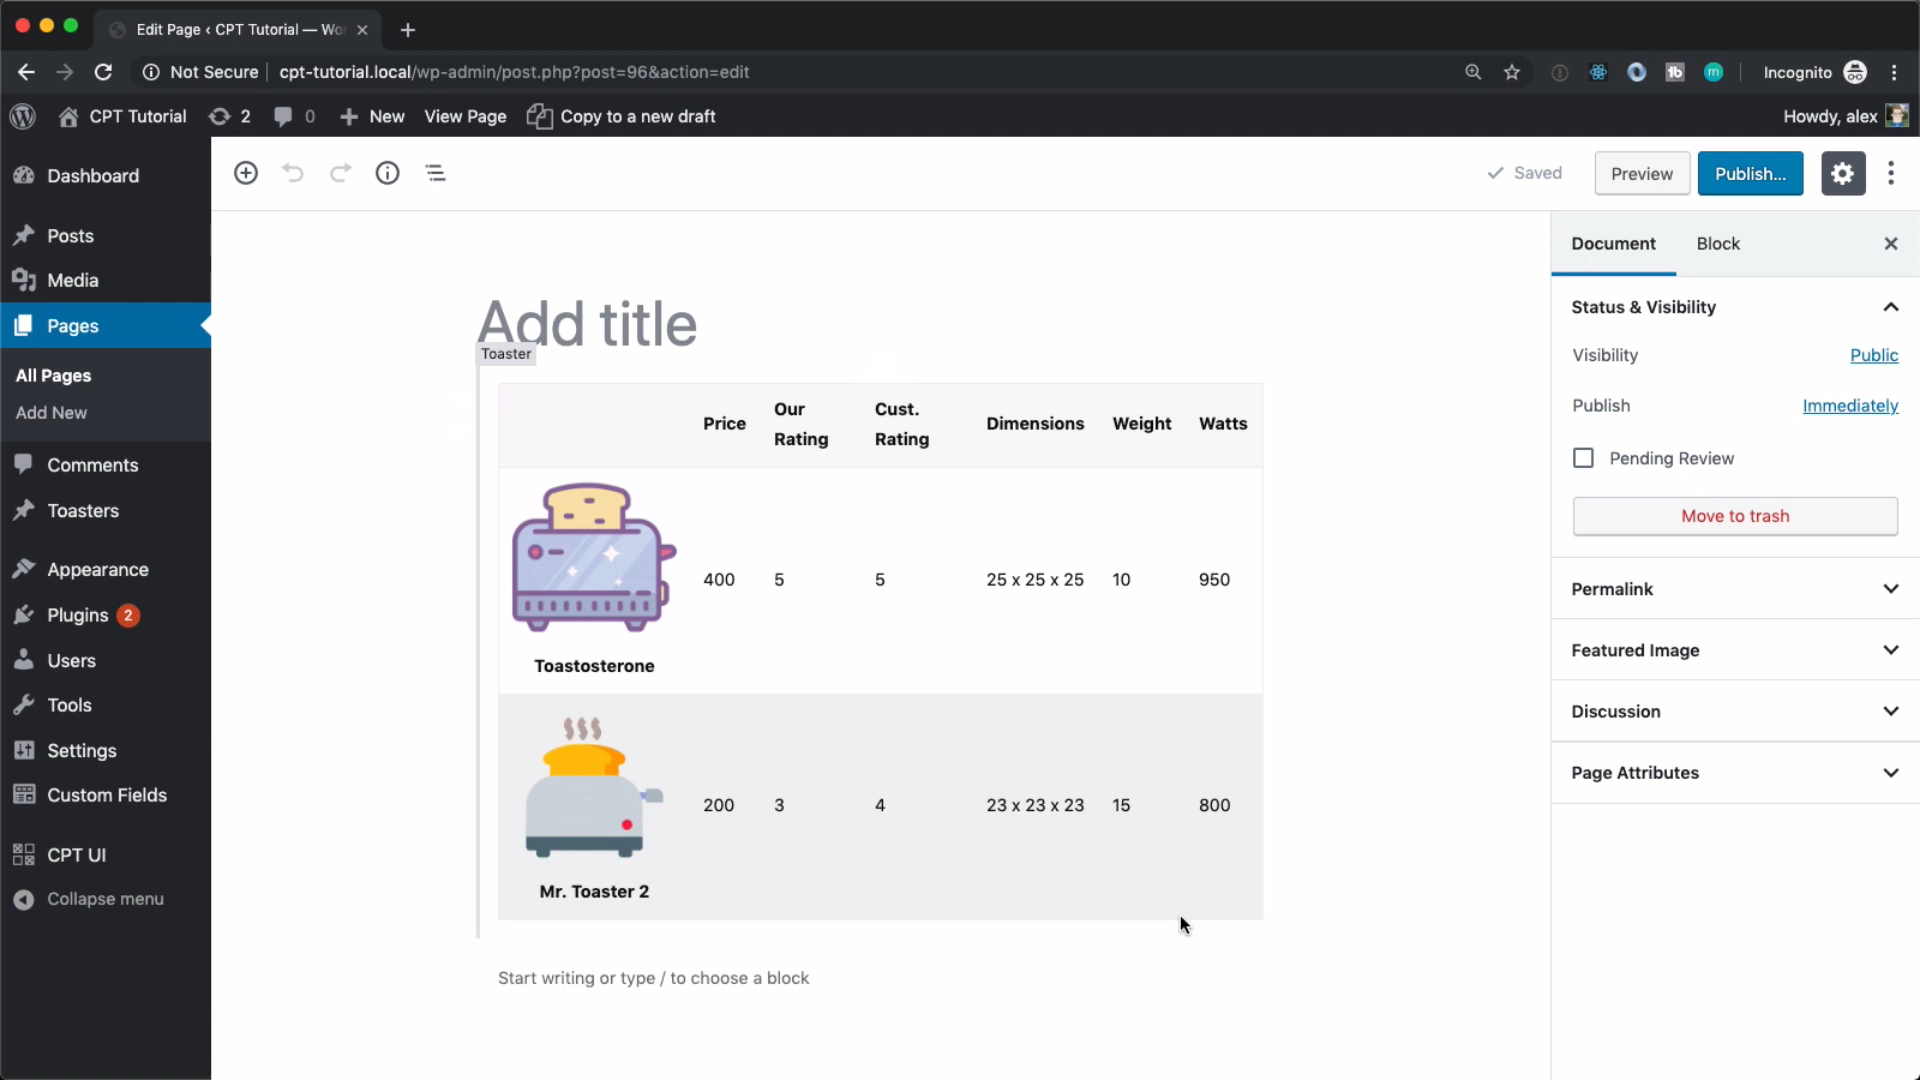 Edit Page ‹ CPT Tutorial — Wo
Not Secure
cpt-tutorial.local/wp-admin/post.php?post=96&action=edit
tb
m
Incognito
CPT Tutorial
2
0
New
View Page
Copy to a new draft
Howdy, alex
Dashboard
Posts
Media
Pages
All Pages
Add New
Comments
Toasters
Appearance
Plugins 2
Users
Tools
Settings
Custom Fields
CPT UI
Collapse menu
Saved
Preview
Publish...
Add title
Toaster
Price
Our
Rating
Cust.
Rating
Dimensions
Weight
Watts
400 5 5 25 x 25 x 25 10 950
Toastosterone
200 3 4 23 x 23 x 23 15 800
Mr. Toaster 2
Start writing or type / to choose a block
Document
Block
Status & Visibility
Visibility Public
Publish Immediately
Pending Review
Move to trash
Permalink
Featured Image
Discussion
Page Attributes